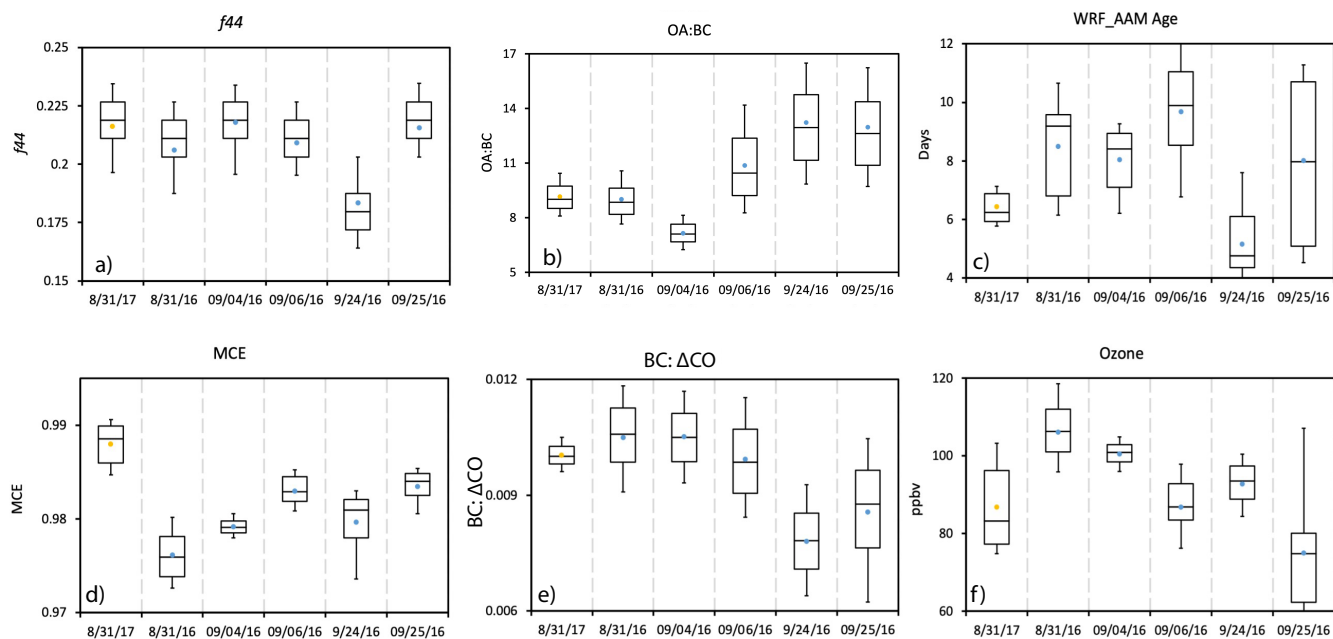 f44
f44
0.25
0.225
0.2
0.175
0.15
a)
8/31/17 8/31/16 09/04/16 09/06/16 9/24/16 09/25/16
OA:BC
OA:BC
17
14
11
8
5
b)
8/31/17 8/31/16 09/04/16 09/06/16 9/24/16 09/25/16
WRF_AAM Age
Days
12
10
8
6
4
c)
8/31/17 8/31/16 09/04/16 09/06/16 9/24/16 09/25/16
MCE
MCE
0.99
0.98
0.97
d)
8/31/17 8/31/16 09/04/16 09/06/16 9/24/16 09/25/16
BC: ΔCO
BC: ΔCO
0.012
0.009
0.006
e)
8/31/17 8/31/16 09/04/16 09/06/16 9/24/16 09/25/16
Ozone
ppbv
120
100
80
60
f)
8/31/17 8/31/16 09/04/16 09/06/16 9/24/16 09/25/16